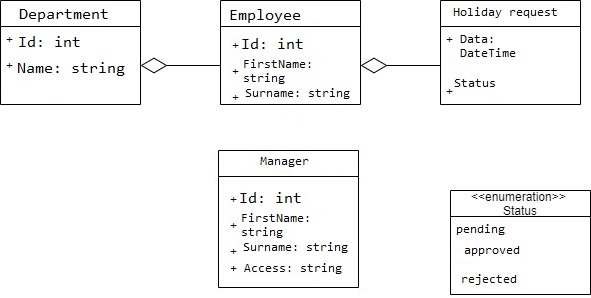 Department
+ Id: int
+ Name: string
Employee
+ Id: int
+ FirstName:
string
+ Surname: string
Holiday request
+ Data:
DateTime
Status
+
Manager
+ Id: int
+ FirstName:
string
+ Surname: string
+ Access: string
<<enumeration>>
Status
pending
approved
rejected